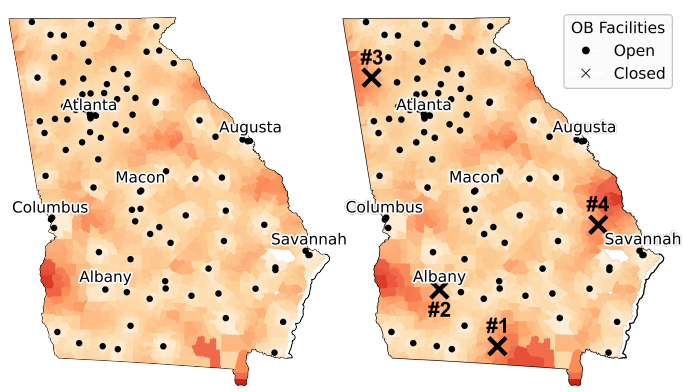 Atlanta
Augusta
Macon
Columbus
Savannah
Albany
OB Facilities
Open
Closed
#3
Atlanta
Augusta
Macon
Columbus
#4
Savannah
Albany
#2
#1